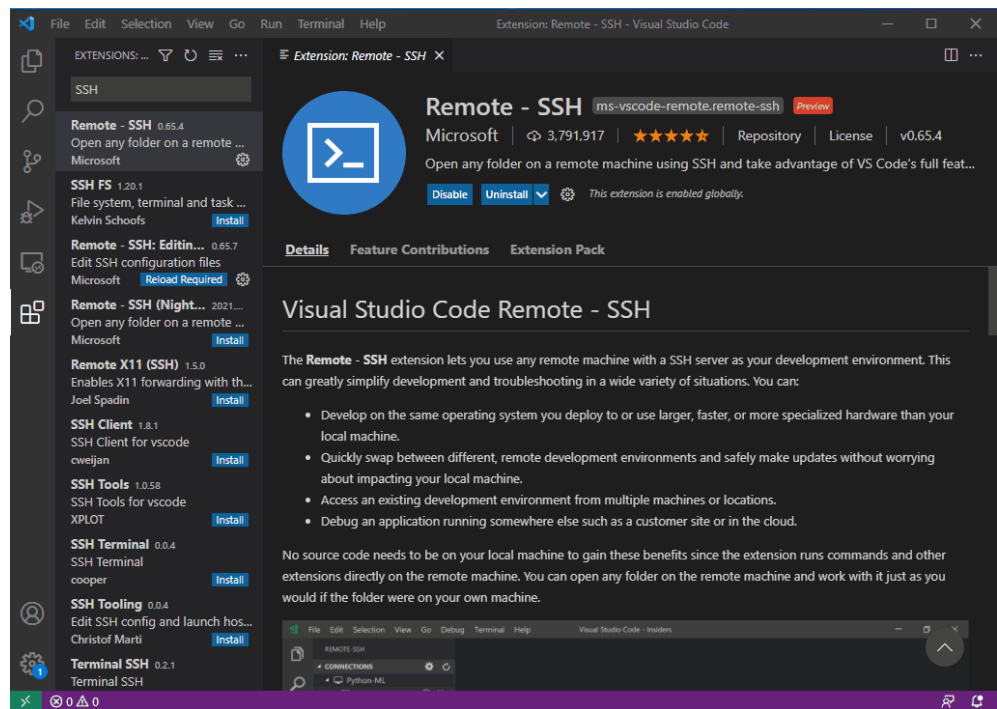 File Edit Selection View Go Run Terminal Help Extension: Remote - SSH - Visual Studio Code
EXTENSIONS: ...
SSH
Remote - SSH 0.65.4
Open any folder on a remote ...
Microsoft
SSH FS 1.20.1
File system, terminal and task ...
Kelvin Schoofs Install
Remote - SSH: Editin... 0.65.7
Edit SSH configuration files
Microsoft Reload Required
Remote - SSH (Night... 2021....
Open any folder on a remote ...
Microsoft Install
Remote X11 (SSH) 1.5.0
Enables X11 forwarding with th...
Joel Spadin Install
SSH Client 1.8.1
SSH Client for vscode
cweijan Install
SSH Tools 1.0.58
SSH Tools for vscode
XPLOT Install
SSH Terminal 0.0.4
SSH Terminal
cooper Install
SSH Tooling 0.0.4
Edit SSH config and launch hos...
Christof Marti Install
Terminal SSH 0.2.1
Terminal SSH
1
0 0
Extension: Remote - SSH
Remote - SSH ms-vscode-remote.remote-ssh Preview
Microsoft 3,791,917 Repository License v0.65.4
Open any folder on a remote machine using SSH and take advantage of VS Code's full feat...
Disable Uninstall This extension is enabled globally.
Details Feature Contributions Extension Pack
Visual Studio Code Remote - SSH
The Remote - SSH extension lets you use any remote machine with a SSH server as your development environment. This
can greatly simplify development and troubleshooting in a wide variety of situations. You can:
• Develop on the same operating system you deploy to or use larger, faster, or more specialized hardware than your
local machine.
• Quickly swap between different, remote development environments and safely make updates without worrying
about impacting your local machine.
• Access an existing development environment from multiple machines or locations.
• Debug an application running somewhere else such as a customer site or in the cloud.
No source code needs to be on your local machine to gain these benefits since the extension runs commands and other
extensions directly on the remote machine. You can open any folder on the remote machine and work with it just as you
would if the folder were on your own machine.
File Edit Selection View Go Debug Terminal Help Visual Studio Code - Insiders
REMOTE-SSH
CONNECTIONS
Python-ML